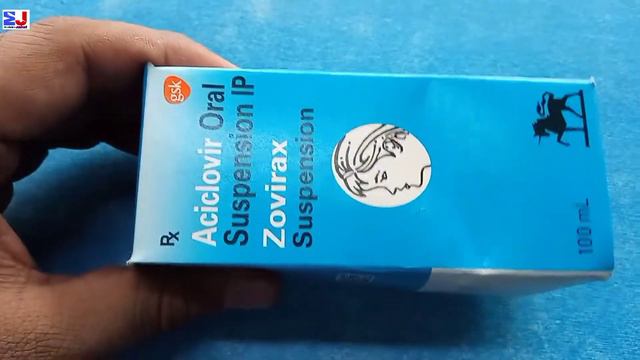 gsk
Rx
Aciclovir Oral
Suspension IP
Zovirax
Suspension
100 mL